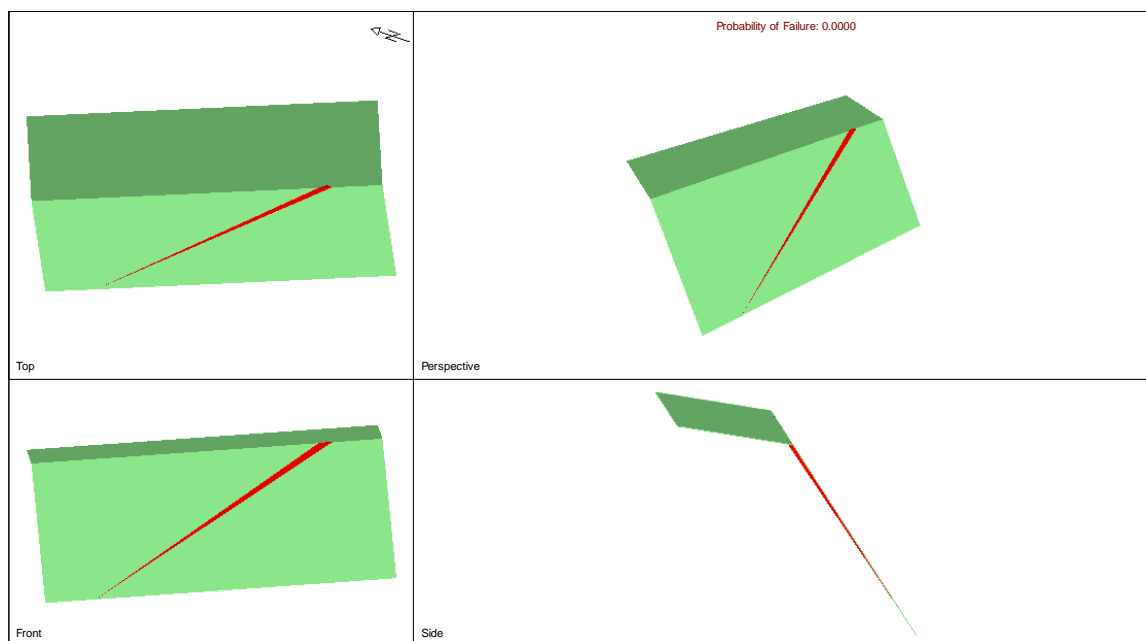 N
Probability of Failure: 0.0000
Top
Perspective
Front
Side